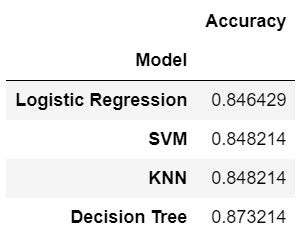 Accuracy
Model
Logistic Regression 0.846429
SVM 0.848214
KNN 0.848214
Decision Tree 0.873214